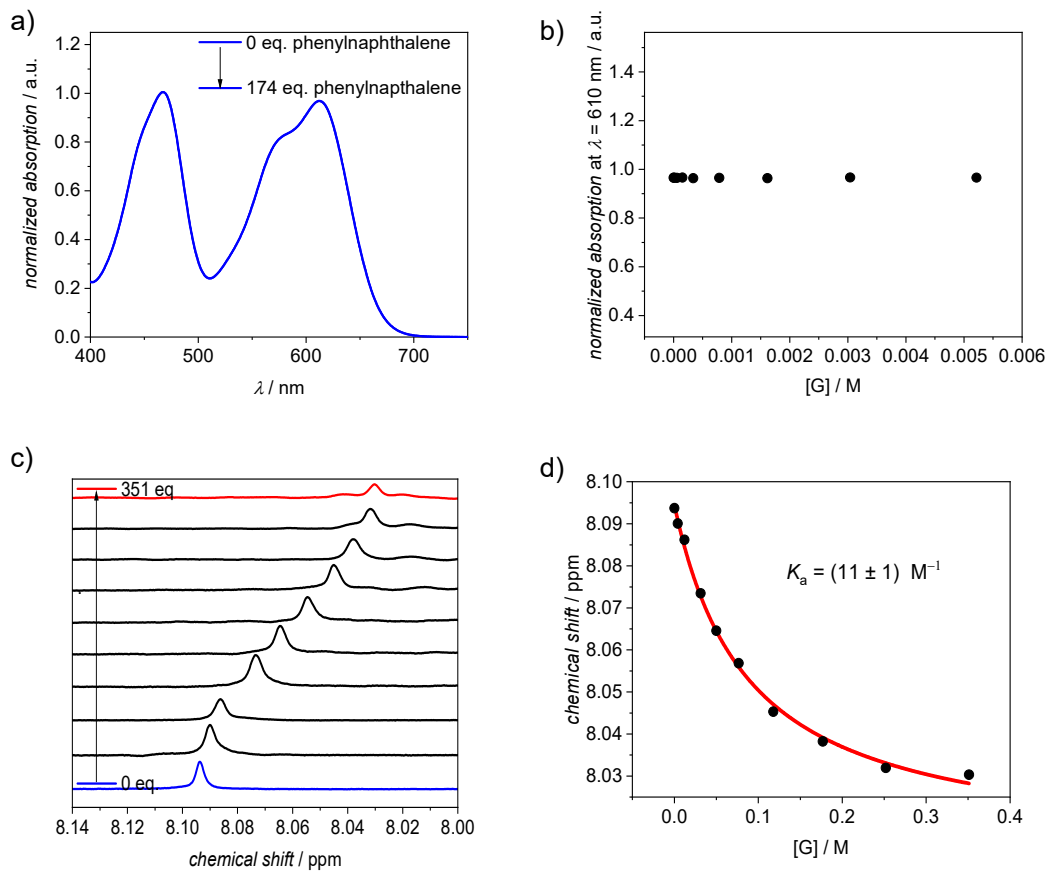 a)
normalized absorption / a.u.
1.2
1.0
0.8
0.6
0.4
0.2
0.0
400
500
600
700
λ / nm
0 eq. phenylnaphthalene
174 eq. phenylnapthalene
b)
normalized absorption at λ = 610 nm / a.u.
1.4
1.2
1.0
0.8
0.6
0.4
0.000
0.001
0.002
0.003
0.004
0.005
0.006
[G] / M
c)
351 eq
0 eq.
8.14
8.12
8.10
8.08
8.06
8.04
8.02
8.00
chemical shift / ppm
d)
chemical shift / ppm
8.10
8.09
8.08
8.07
8.06
8.05
8.04
8.03
0.0
0.1
0.2
0.3
0.4
[G] / M
Ka = (11 ± 1) M⁻¹